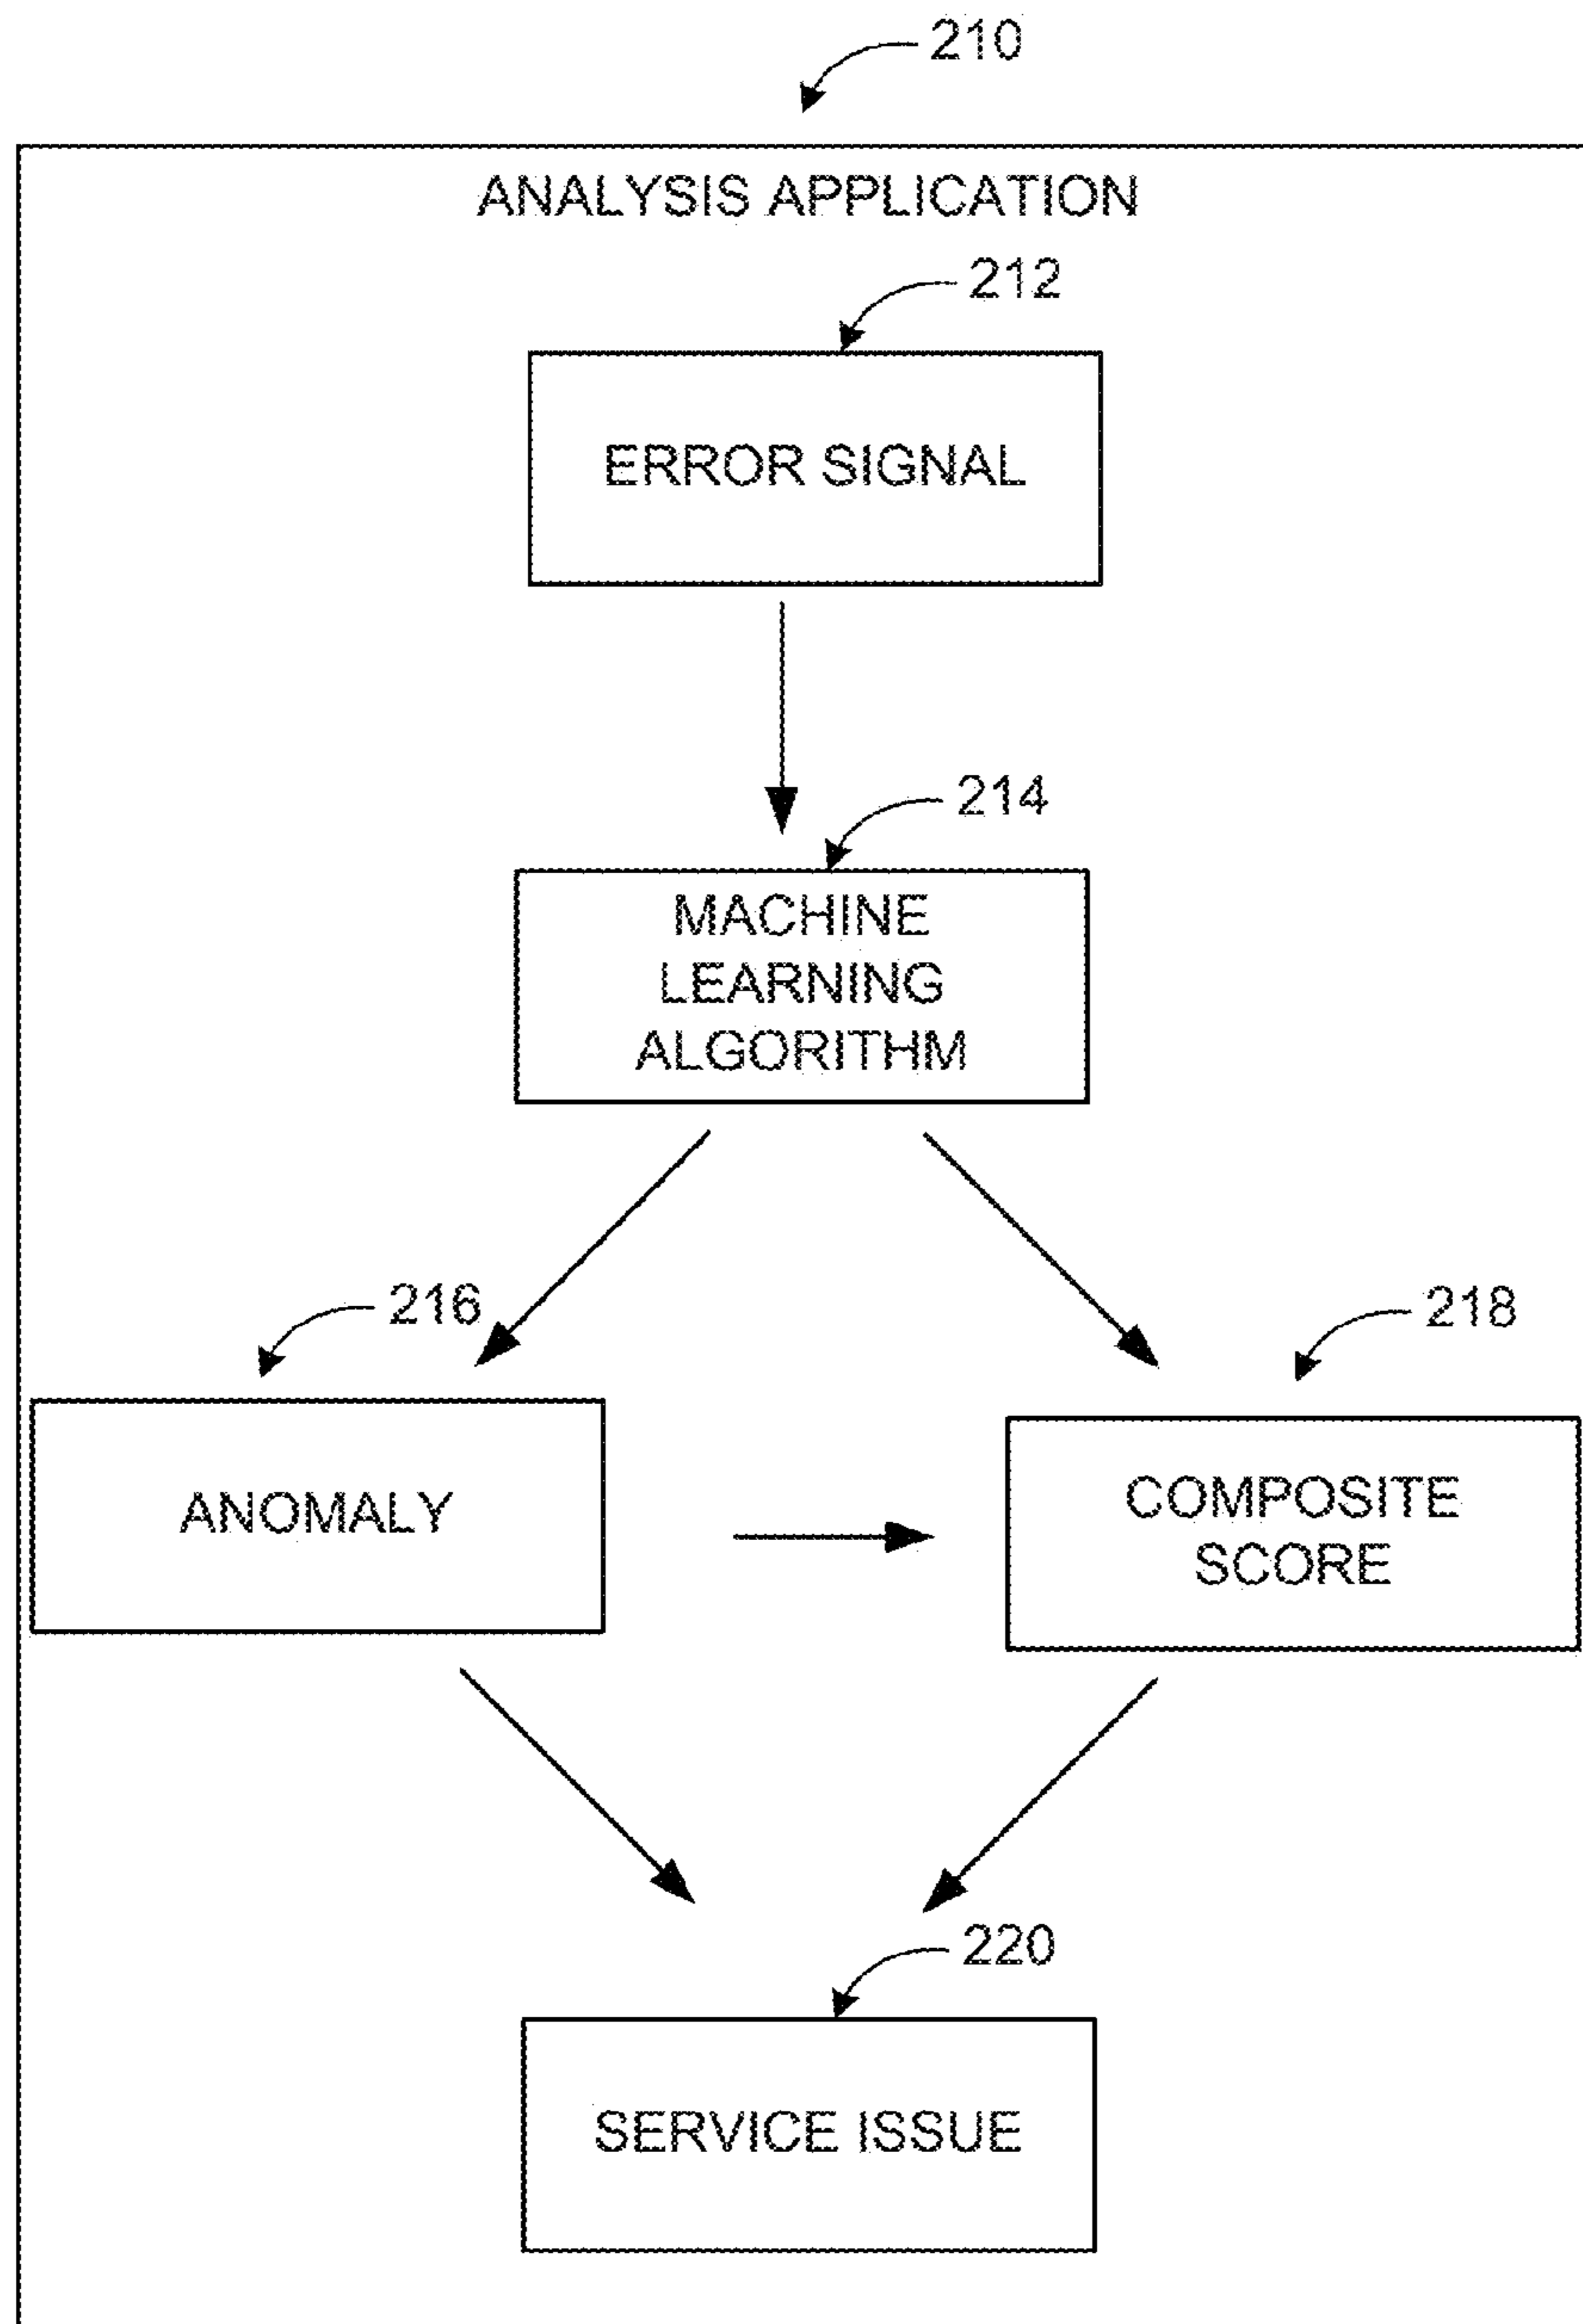 210
ANALYSIS APPLICATION
212
ERROR SIGNAL
214
MACHINE
LEARNING
ALGORITHM
216
218
ANOMALY
COMPOSITE
SCORE
220
SERVICE ISSUE